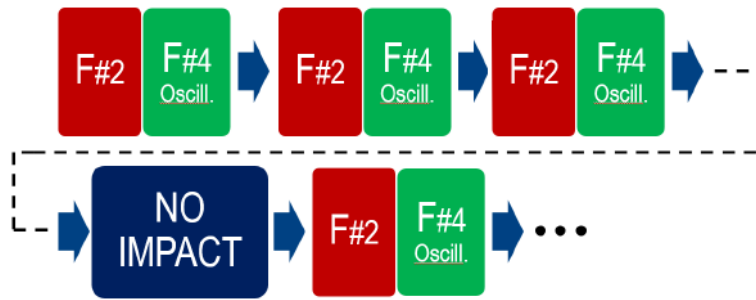 F#2 F#4 F#2 F#4 F#2 F#4
Oscill. Oscill. Oscill.
NO F#2 F#4
IMPACT Oscill. •••